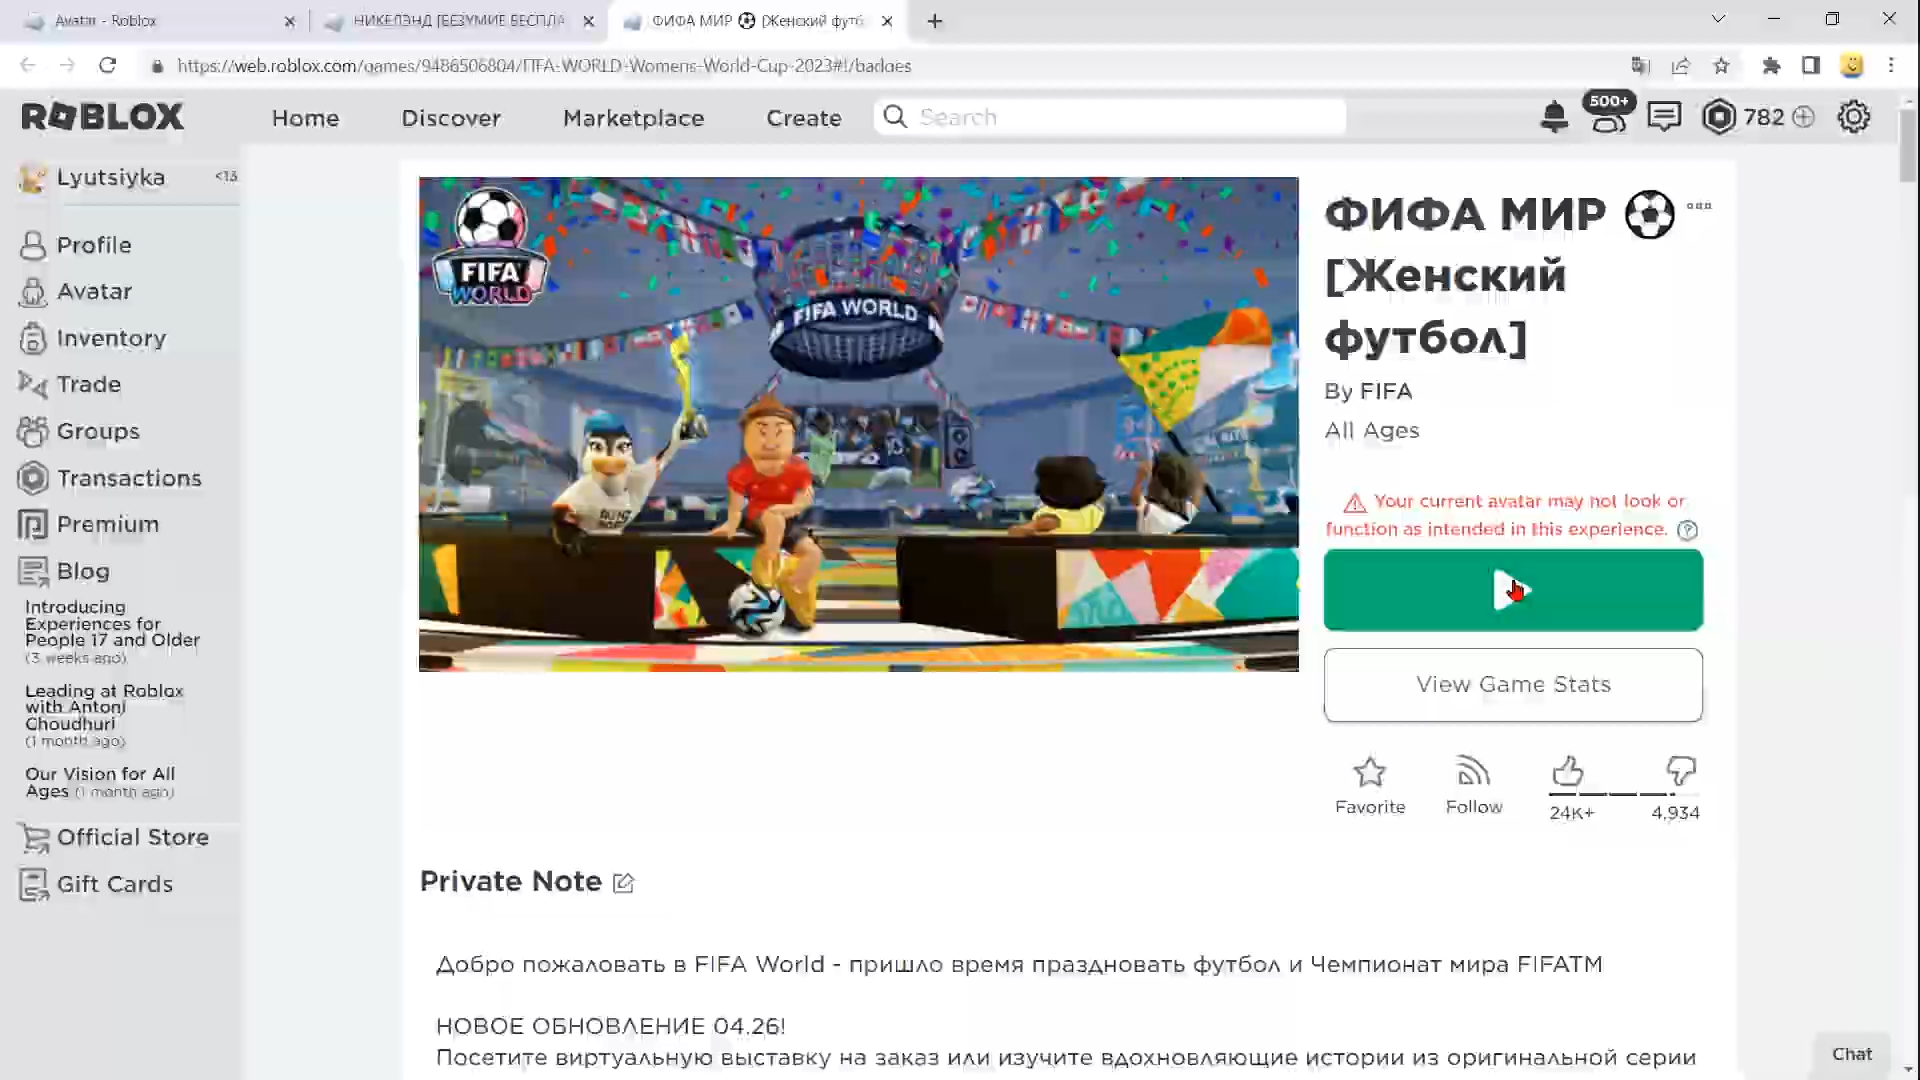 Avatar - Roblox
НИКЕЛЭНД [БЕЗУМИЕ БЕСПЛА
ФИФА МИР ⚽ [Женский футб
https://web.roblox.com/games/9486506804/FIFA-WORLD-Womens-World-Cup-2023#!/badges
ROBLOX
Home
Discover
Marketplace
Create
Search
500+
782
Lyutsiyka
<13
Profile
Avatar
Inventory
Trade
Groups
Transactions
Premium
Blog
Introducing
Experiences for
People 17 and Older
(3 weeks ago)
Leading at Roblox
with Antoni
Choudhuri
(1 month ago)
Our Vision for All
Ages (1 month ago)
Official Store
Gift Cards
FIFA
WORLD
FIFA WORLD
ФИФА МИР ⚽
[Женский
футбол]
By FIFA
All Ages
Your current avatar may not look or
function as intended in this experience.
View Game Stats
Favorite
Follow
24K+
4,934
Private Note
Добро пожаловать в FIFA World - пришло время праздновать футбол и Чемпионат мира FIFATM
НОВОЕ ОБНОВЛЕНИЕ 04.26!
Посетите виртуальную выставку на заказ или изучите вдохновляющие истории из оригинальной серии
Chat